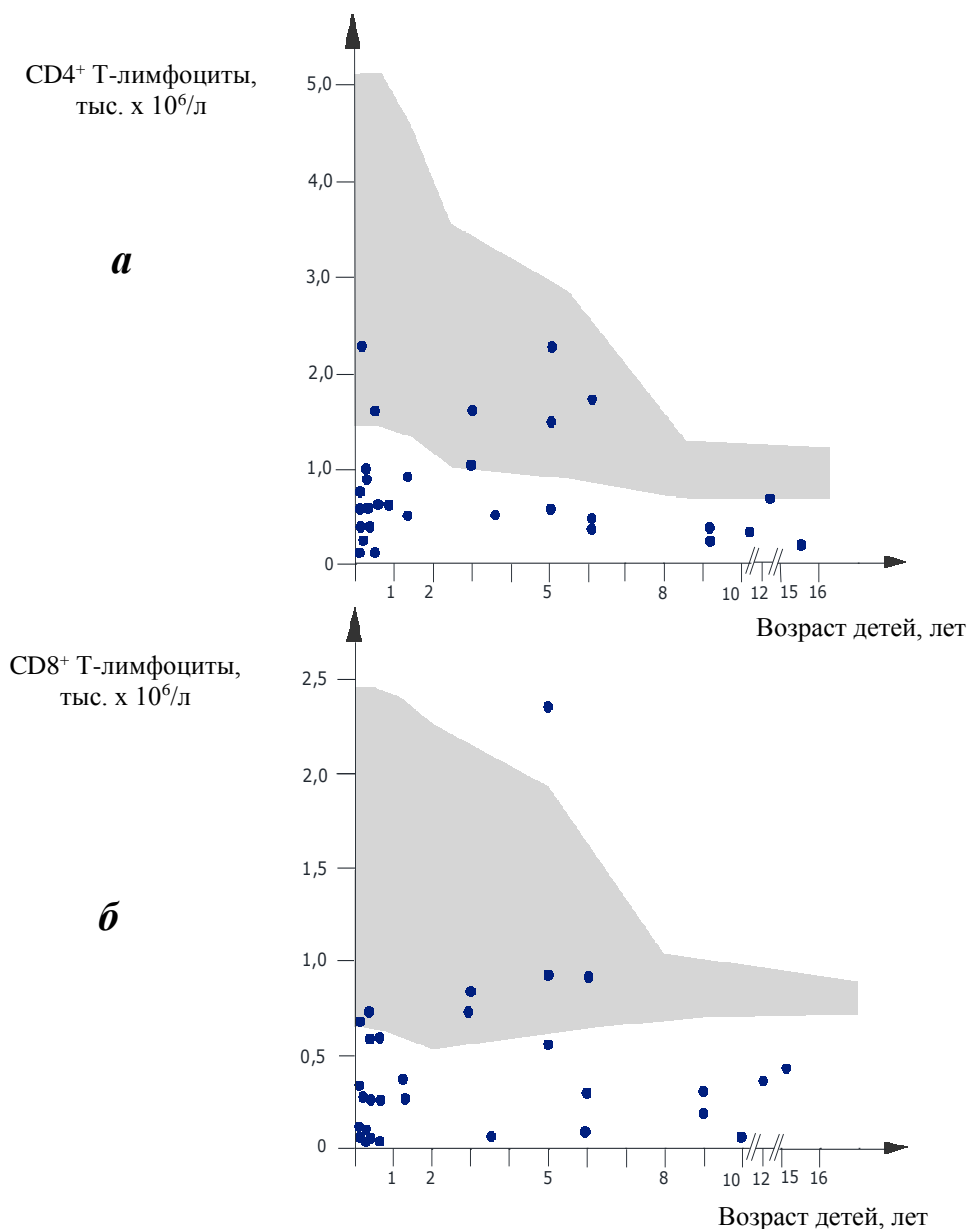 CD4⁺ Т-лимфоциты,
тыс. х 10⁶/л
а
5,0
4,0
3,0
2,0
1,0
0
1 2 5 8 10 12 15 16
Возраст детей, лет
CD8⁺ Т-лимфоциты,
тыс. х 10⁶/л
б
2,5
2,0
1,5
1,0
0,5
0
1 2 5 8 10 12 15 16
Возраст детей, лет